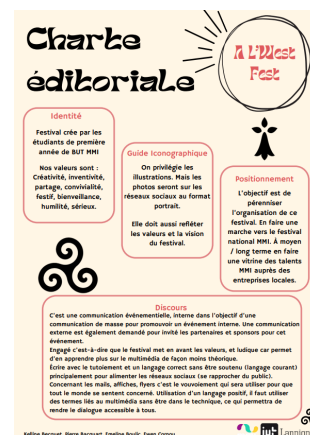 Charte
éditoriale
A L'West
Fest
Identité
Festival crée par les
étudiants de première
année de BUT MMI
Nos valeurs sont :
Créativité, inventivité,
partage, convivialité,
festif, bienveillance,
humilité, sérieux.
Guide Iconographique
On privilégie les
illustrations. Mais les
photos seront sur les
réseaux sociaux au format
portrait.
Elle doit aussi refléter
les valeurs et la vision
du festival.
Positionnement
L'objectif est de
pérenniser
l'organisation de ce
festival. En faire une
marche vers le festival
national MMI. À moyen
/ long terme en faire
une vitrine des talents
MMI auprès des
entreprises locales.
Discours
C'est une communication événementielle, interne dans l'objectif d'une
communication de masse pour promouvoir un événement interne. Une communication
externe est également demandé pour invité les partenaires et sponsors pour cet
événement.
Engagé c'est-à-dire que le festival met en avant les valeurs, et ludique car permet
d'en apprendre plus sur le multimédia de façon moins théorique.
Écrire avec le tutoiement et un langage correct sans être soutenu (langage courant)
principalement pour alimenter les réseaux sociaux (se rapprocher du public).
Concernant les mails, affiches, flyers c'est le vouvoiement qui sera utiliser pour que
tout le monde se sentent concerné. Utilisation d'un langage positif, il faut utiliser
des termes liés au multimédia sans être dans le technique, ce qui permettra de
rendre le dialogue accessible à tous.
iut Lannion